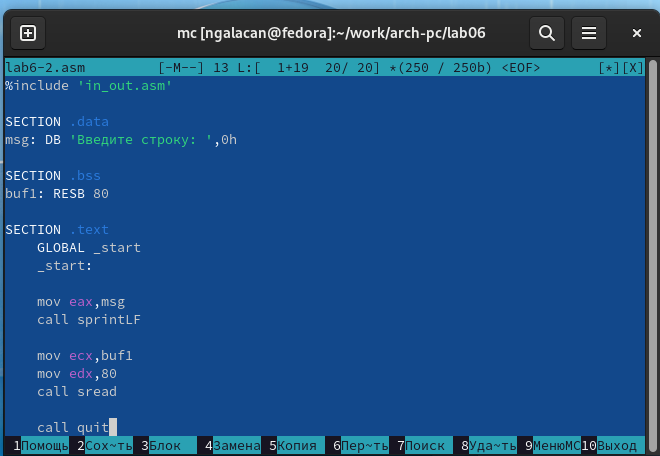 mc [ngalacan@fedora]:~/work/arch-pc/lab06
lab6-2.asm [-M--] 13 L:[ 1+19 20/ 20] *(250 / 250b) <EOF> [*][X]
%include 'in_out.asm'
SECTION .data
msg: DB 'Введите строку: ',0h
SECTION .bss
buf1: RESB 80
SECTION .text
GLOBAL _start
_start:
mov eax,msg
call sprintLF
mov ecx,buf1
mov edx,80
call sread
call quit
1Помощь 2Сох~ть 3Блок 4Замена 5Копия 6Пер~ть 7Поиск 8Уда~ть 9МенюMC 10Выход